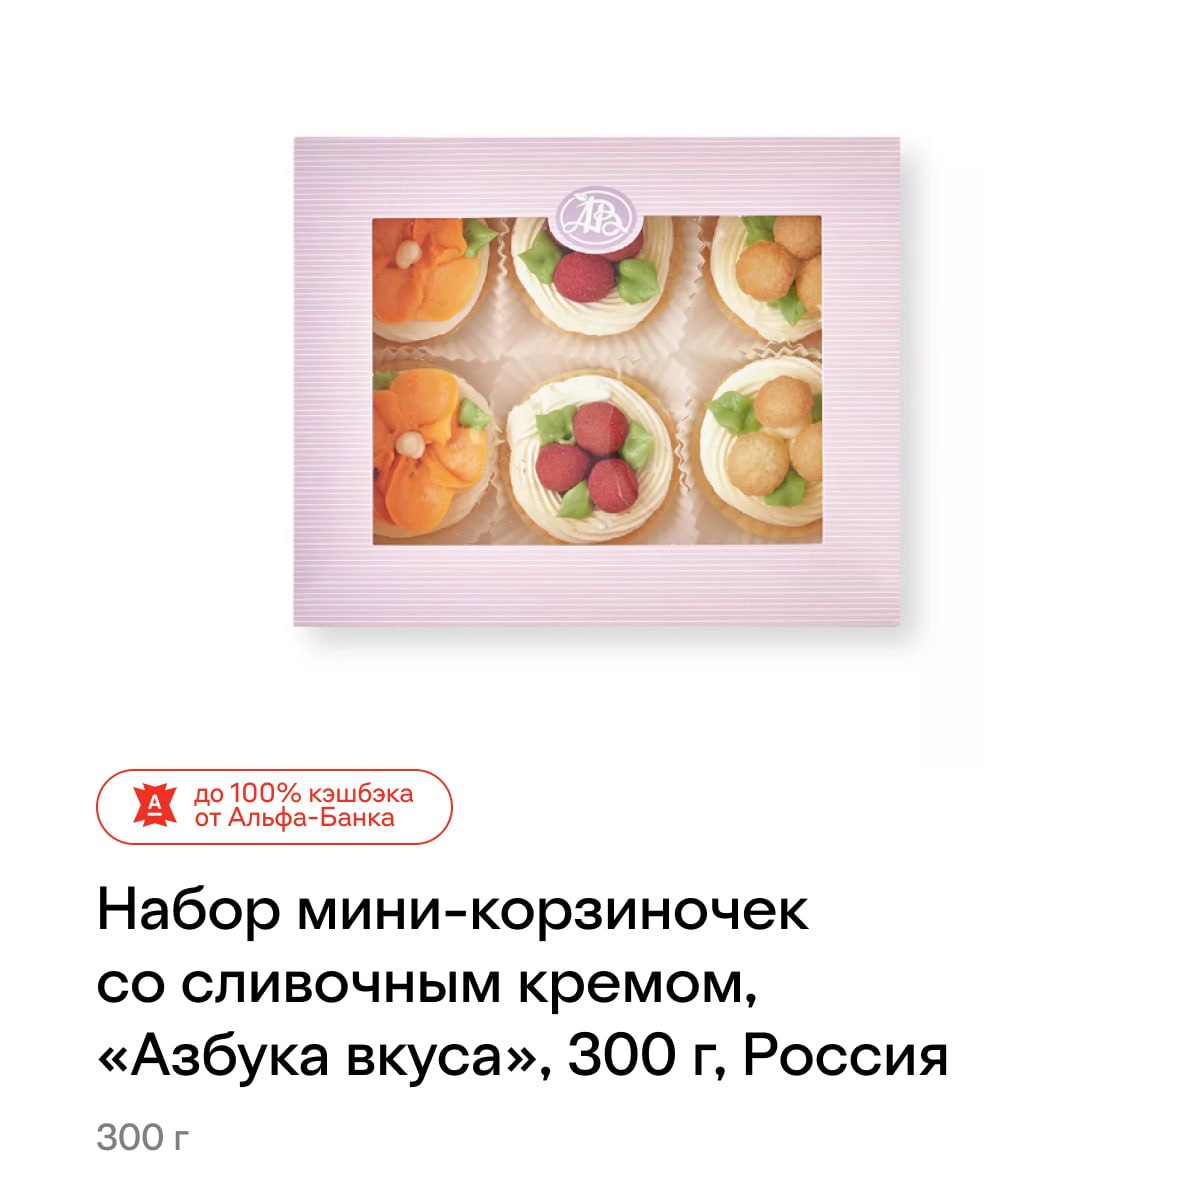 до 100% кэшбэка
от Альфа-Банка
Набор мини-корзиночек
со сливочным кремом,
«Азбука вкуса», 300 г, Россия
300 г